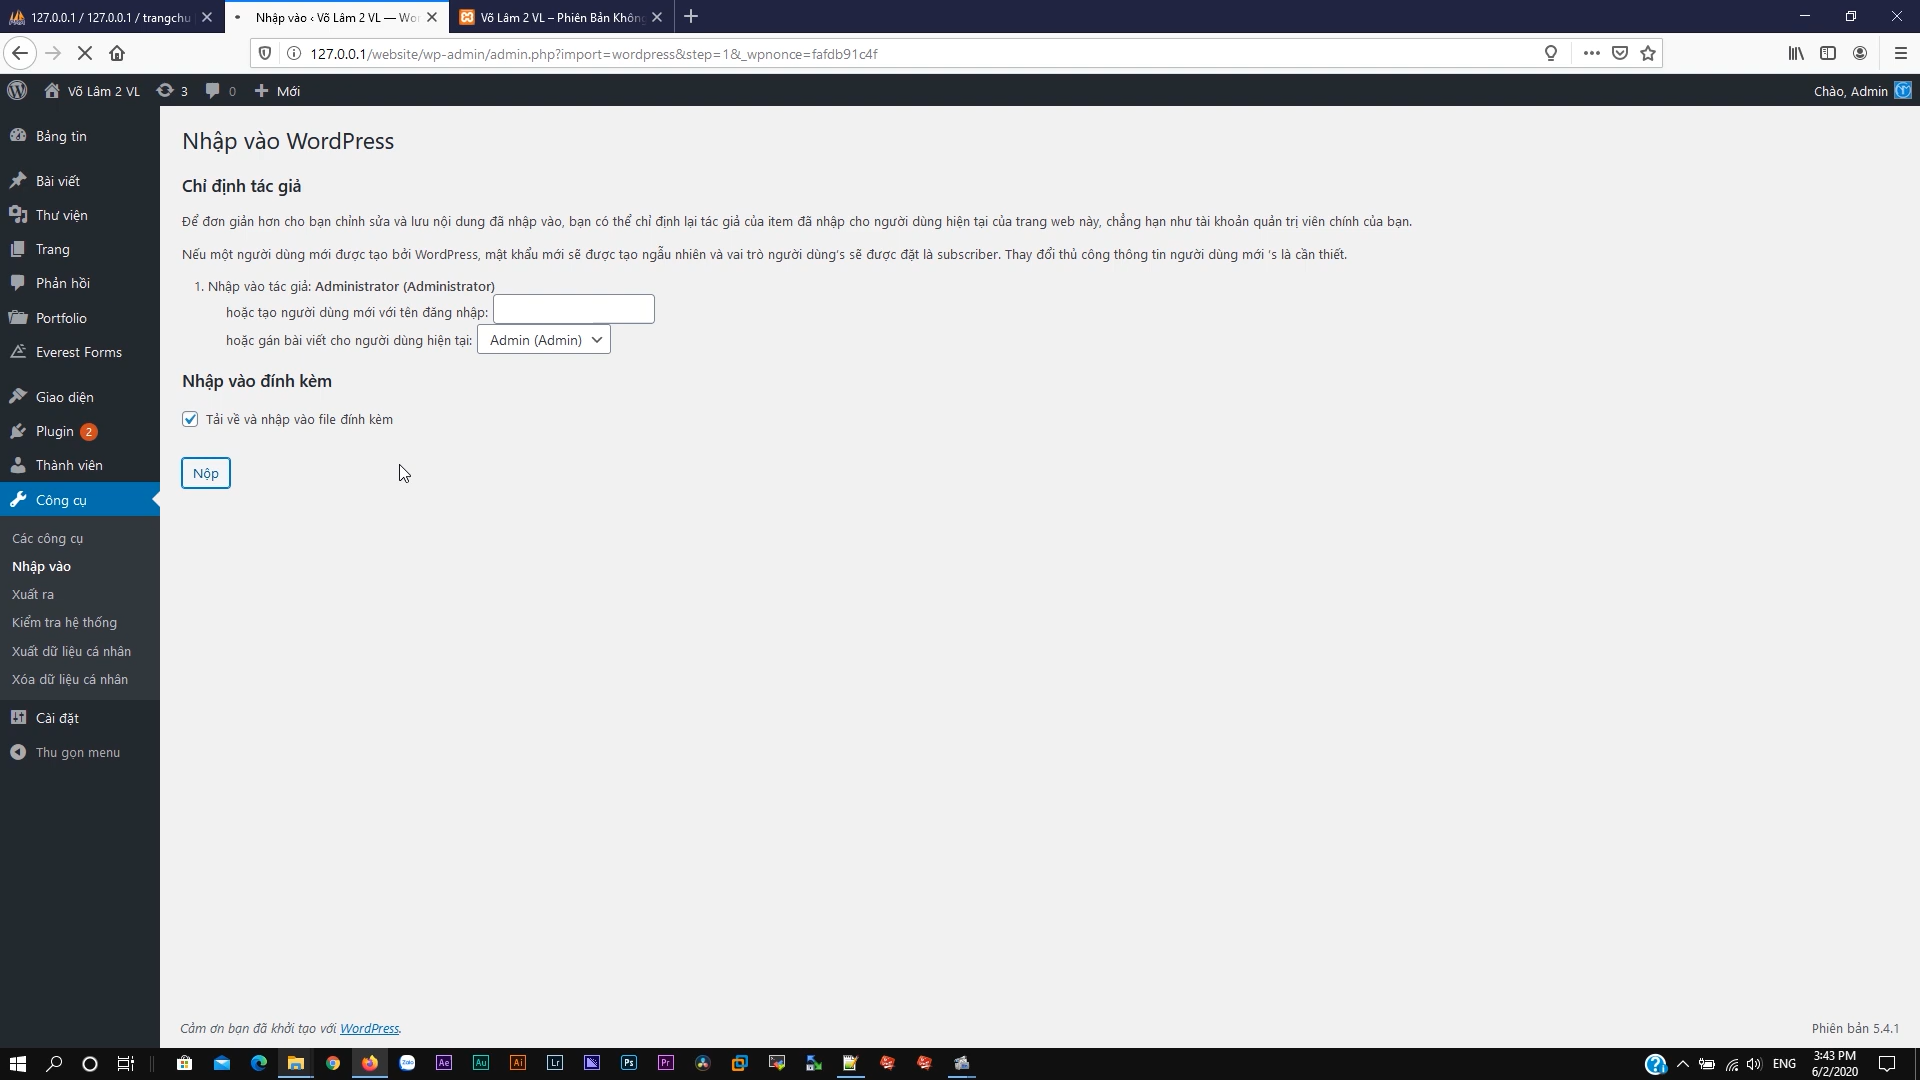 127.0.0.1 / 127.0.0.1 / trangchu
Nhập vào ‹ Võ Lâm 2 VL — Wor
Võ Lâm 2 VL – Phiên Bản Không
127.0.0.1/website/wp-admin/admin.php?import=wordpress&step=1&_wpnonce=fafdb91c4f
Võ Lâm 2 VL
3
0
Mới
Chào, Admin
Bảng tin
Bài viết
Thư viện
Trang
Phản hồi
Portfolio
Everest Forms
Giao diện
Plugin 2
Thành viên
Công cụ
Các công cụ
Nhập vào
Xuất ra
Kiểm tra hệ thống
Xuất dữ liệu cá nhân
Xóa dữ liệu cá nhân
Cài đặt
Thu gọn menu
Nhập vào WordPress
Chỉ định tác giả
Để đơn giản hơn cho bạn chỉnh sửa và lưu nội dung đã nhập vào, bạn có thể chỉ định lại tác giả của item đã nhập cho người dùng hiện tại của trang web này, chẳng hạn như tài khoản quản trị viên chính của bạn.
Nếu một người dùng mới được tạo bởi WordPress, mật khẩu mới sẽ được tạo ngẫu nhiên và vai trò người dùng's sẽ được đặt là subscriber. Thay đổi thủ công thông tin người dùng mới 's là cần thiết.
1. Nhập vào tác giả: Administrator (Administrator)
hoặc tạo người dùng mới với tên đăng nhập:
hoặc gán bài viết cho người dùng hiện tại: Admin (Admin)
Nhập vào đính kèm
Tải về và nhập vào file đính kèm
Nộp
Cảm ơn bạn đã khởi tạo với WordPress.
Phiên bản 5.4.1
Zalo
Ae
Au
Ai
Lr
Ps
Pr
ENG
3:43 PM
6/2/2020